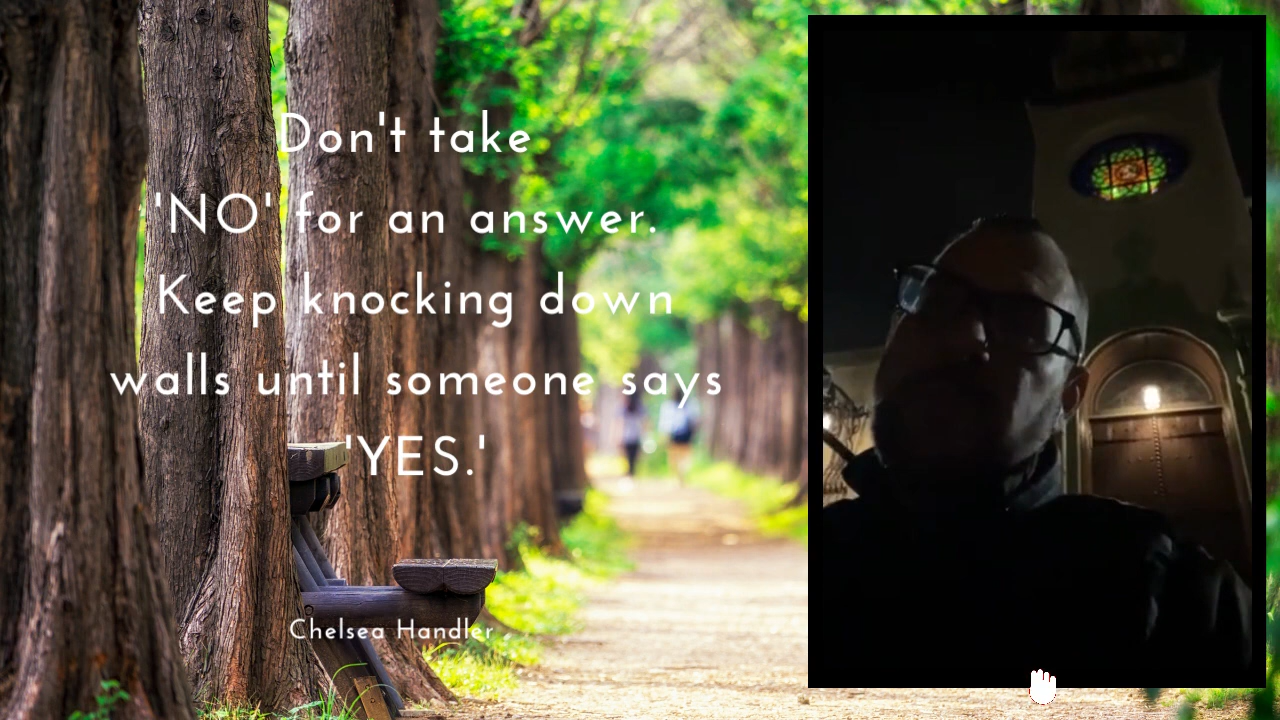 Don't take
'NO' for an answer.
Keep knocking down
walls until someone says
'YES.'
Chelsea Handler